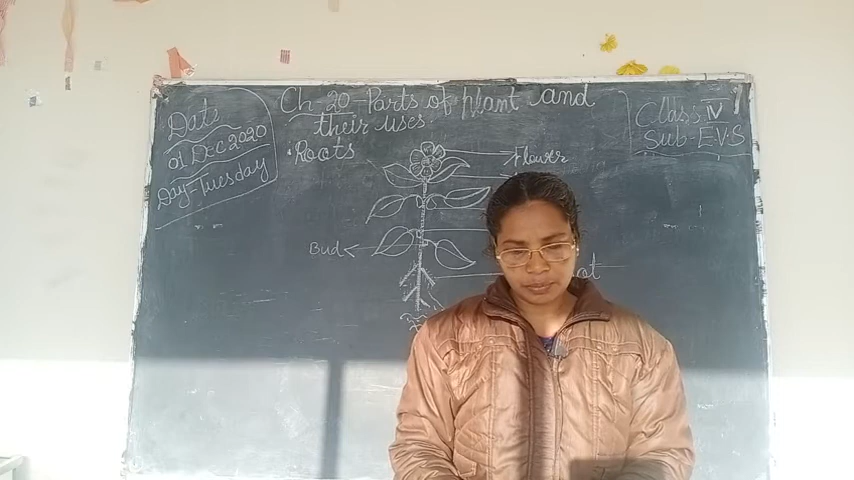 Date
01 Dec 2020
Day-Tuesday
Ch-20-Parts of plant and
their uses.
Class IV
Sub-E.V.S
•Roots
Flower
Bud
ot